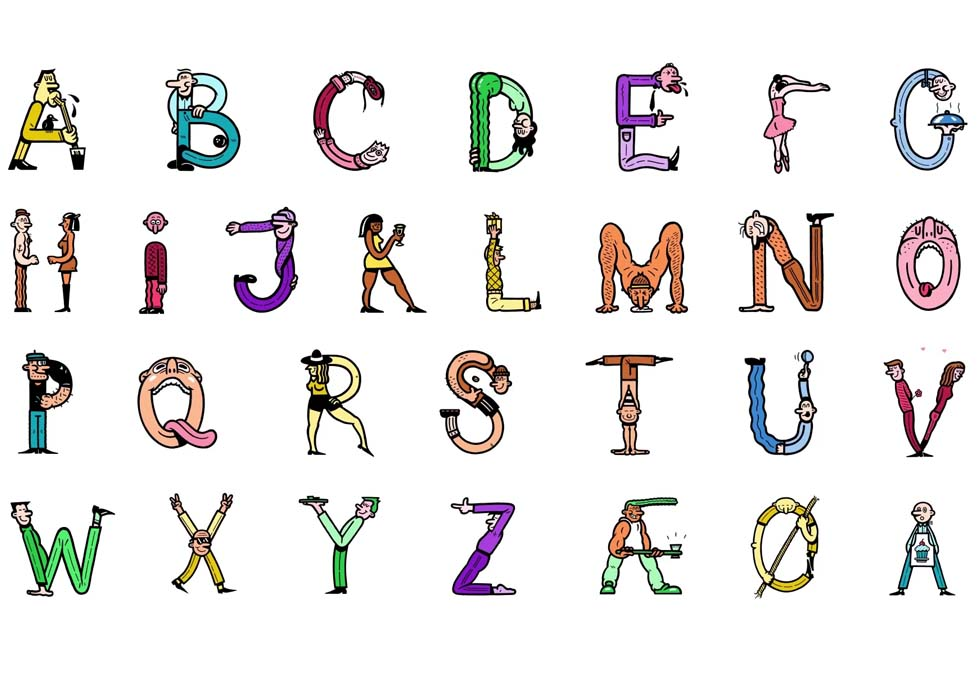 A B C D E F G
H I J K L M N O
P Q R S T U V
W X Y Z Æ Ø Å